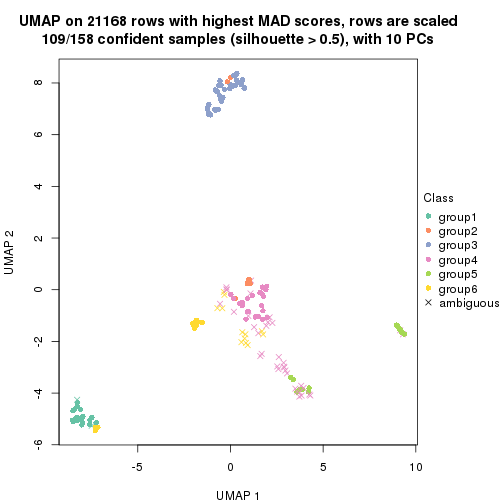 UMAP on 21168 rows with highest MAD scores, rows are scaled
109/158 confident samples (silhouette > 0.5), with 10 PCs
8
6
4
2
0
-2
-4
-6
UMAP 2
-5
0
5
10
UMAP 1
Class
group1
group2
group3
group4
group5
group6
ambiguous